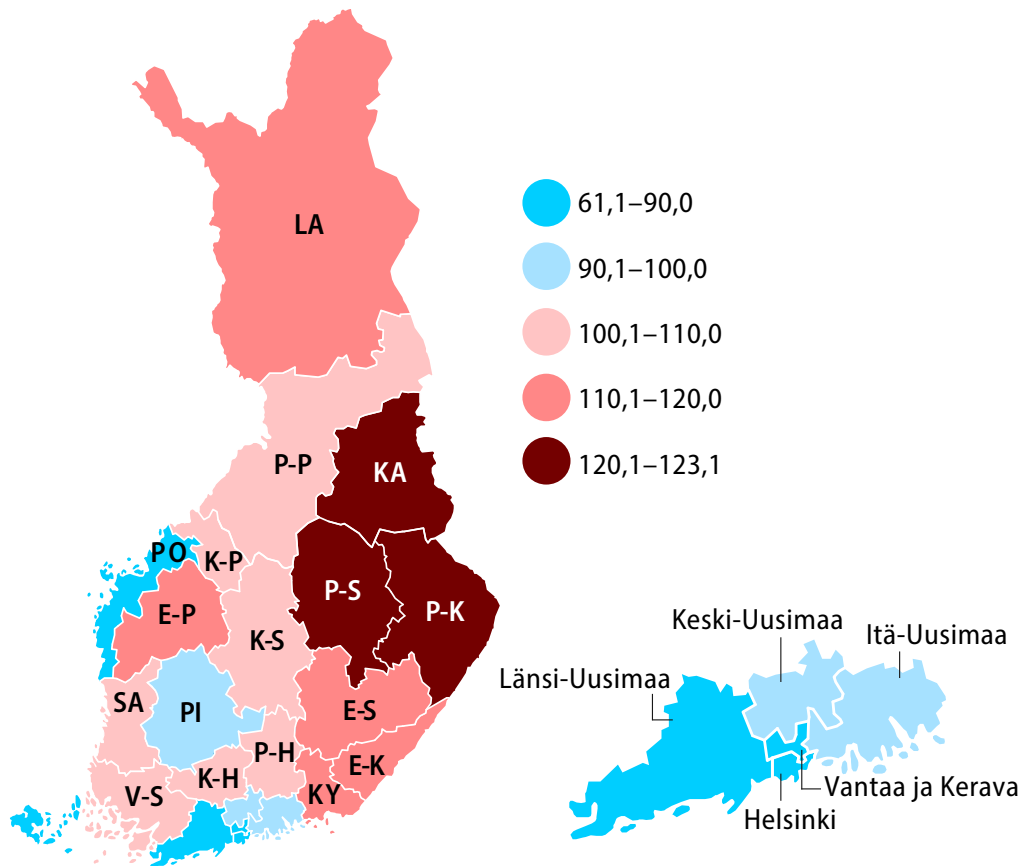 LA
61,1–90,0
90,1–100,0
100,1–110,0
110,1–120,0
120,1–123,1
P-P
KA
PO
K-P
P-S
P-K
E-P
K-S
SA
PI
E-S
P-H
K-H
E-K
V-S
KY
Keski-Uusimaa
Itä-Uusimaa
Länsi-Uusimaa
Vantaa ja Kerava
Helsinki